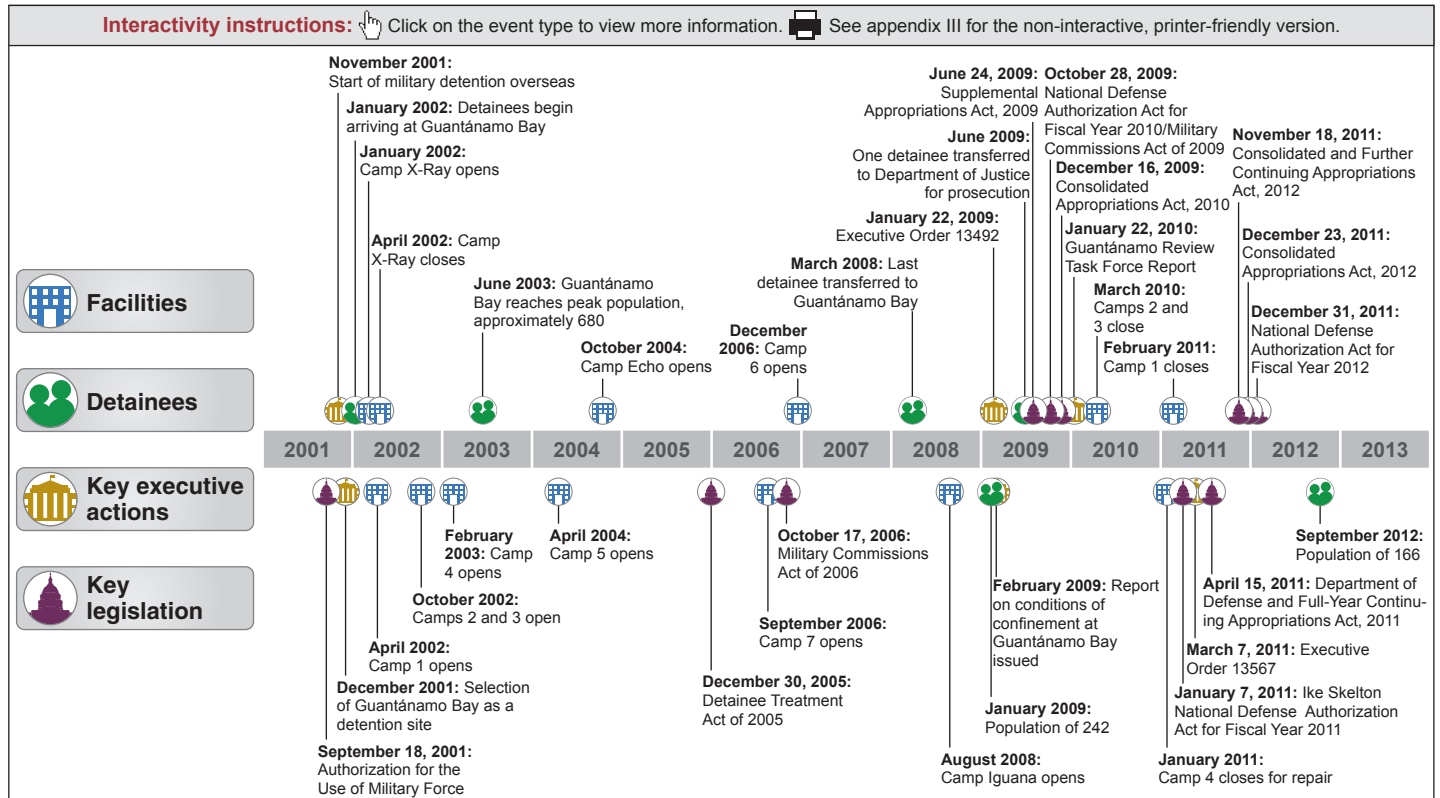 Interactivity instructions: Click on the event type to view more information. See appendix III for the non-interactive, printer-friendly version.
November 2001:
Start of military detention overseas
January 2002: Detainees begin
arriving at Guantánamo Bay
January 2002:
Camp X-Ray opens
April 2002: Camp
X-Ray closes
June 2003: Guantánamo
Bay reaches peak population,
approximately 680
October 2004:
Camp Echo opens
December
2006: Camp
6 opens
March 2008: Last
detainee transferred to
Guantánamo Bay
January 22, 2009:
Executive Order 13492
June 2009:
One detainee transferred
to Department of Justice
for prosecution
June 24, 2009:
Supplemental
Appropriations Act, 2009
October 28, 2009:
National Defense
Authorization Act for
Fiscal Year 2010/Military
Commissions Act of 2009
December 16, 2009:
Consolidated
Appropriations Act, 2010
January 22, 2010:
Guantánamo Review
Task Force Report
March 2010:
Camps 2 and
3 close
February 2011:
Camp 1 closes
November 18, 2011:
Consolidated and Further
Continuing Appropriations
Act, 2012
December 23, 2011:
Consolidated
Appropriations Act, 2012
December 31, 2011:
National Defense
Authorization Act for
Fiscal Year 2012
Facilities
Detainees
Key executive
actions
Key
legislation
2001 2002 2003 2004 2005 2006 2007 2008 2009 2010 2011 2012 2013
September 18, 2001:
Authorization for the
Use of Military Force
December 2001: Selection
of Guantánamo Bay as a
detention site
April 2002:
Camp 1 opens
October 2002:
Camps 2 and 3 open
February
2003: Camp
4 opens
April 2004:
Camp 5 opens
December 30, 2005:
Detainee Treatment
Act of 2005
September 2006:
Camp 7 opens
October 17, 2006:
Military Commissions
Act of 2006
August 2008:
Camp Iguana opens
January 2009:
Population of 242
February 2009: Report
on conditions of
confinement at
Guantánamo Bay
issued
January 2011:
Camp 4 closes for repair
January 7, 2011: Ike Skelton
National Defense Authorization
Act for Fiscal Year 2011
March 7, 2011: Executive
Order 13567
April 15, 2011: Department of
Defense and Full-Year Continu-
ing Appropriations Act, 2011
September 2012:
Population of 166